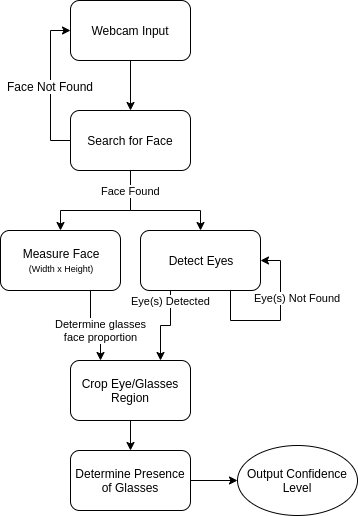 Webcam Input
Face Not Found
Search for Face
Face Found
Measure Face
(Width x Height)
Detect Eyes
Eye(s) Detected
Eye(s) Not Found
Determine glasses
face proportion
Crop Eye/Glasses
Region
Determine Presence
of Glasses
Output Confidence
Level